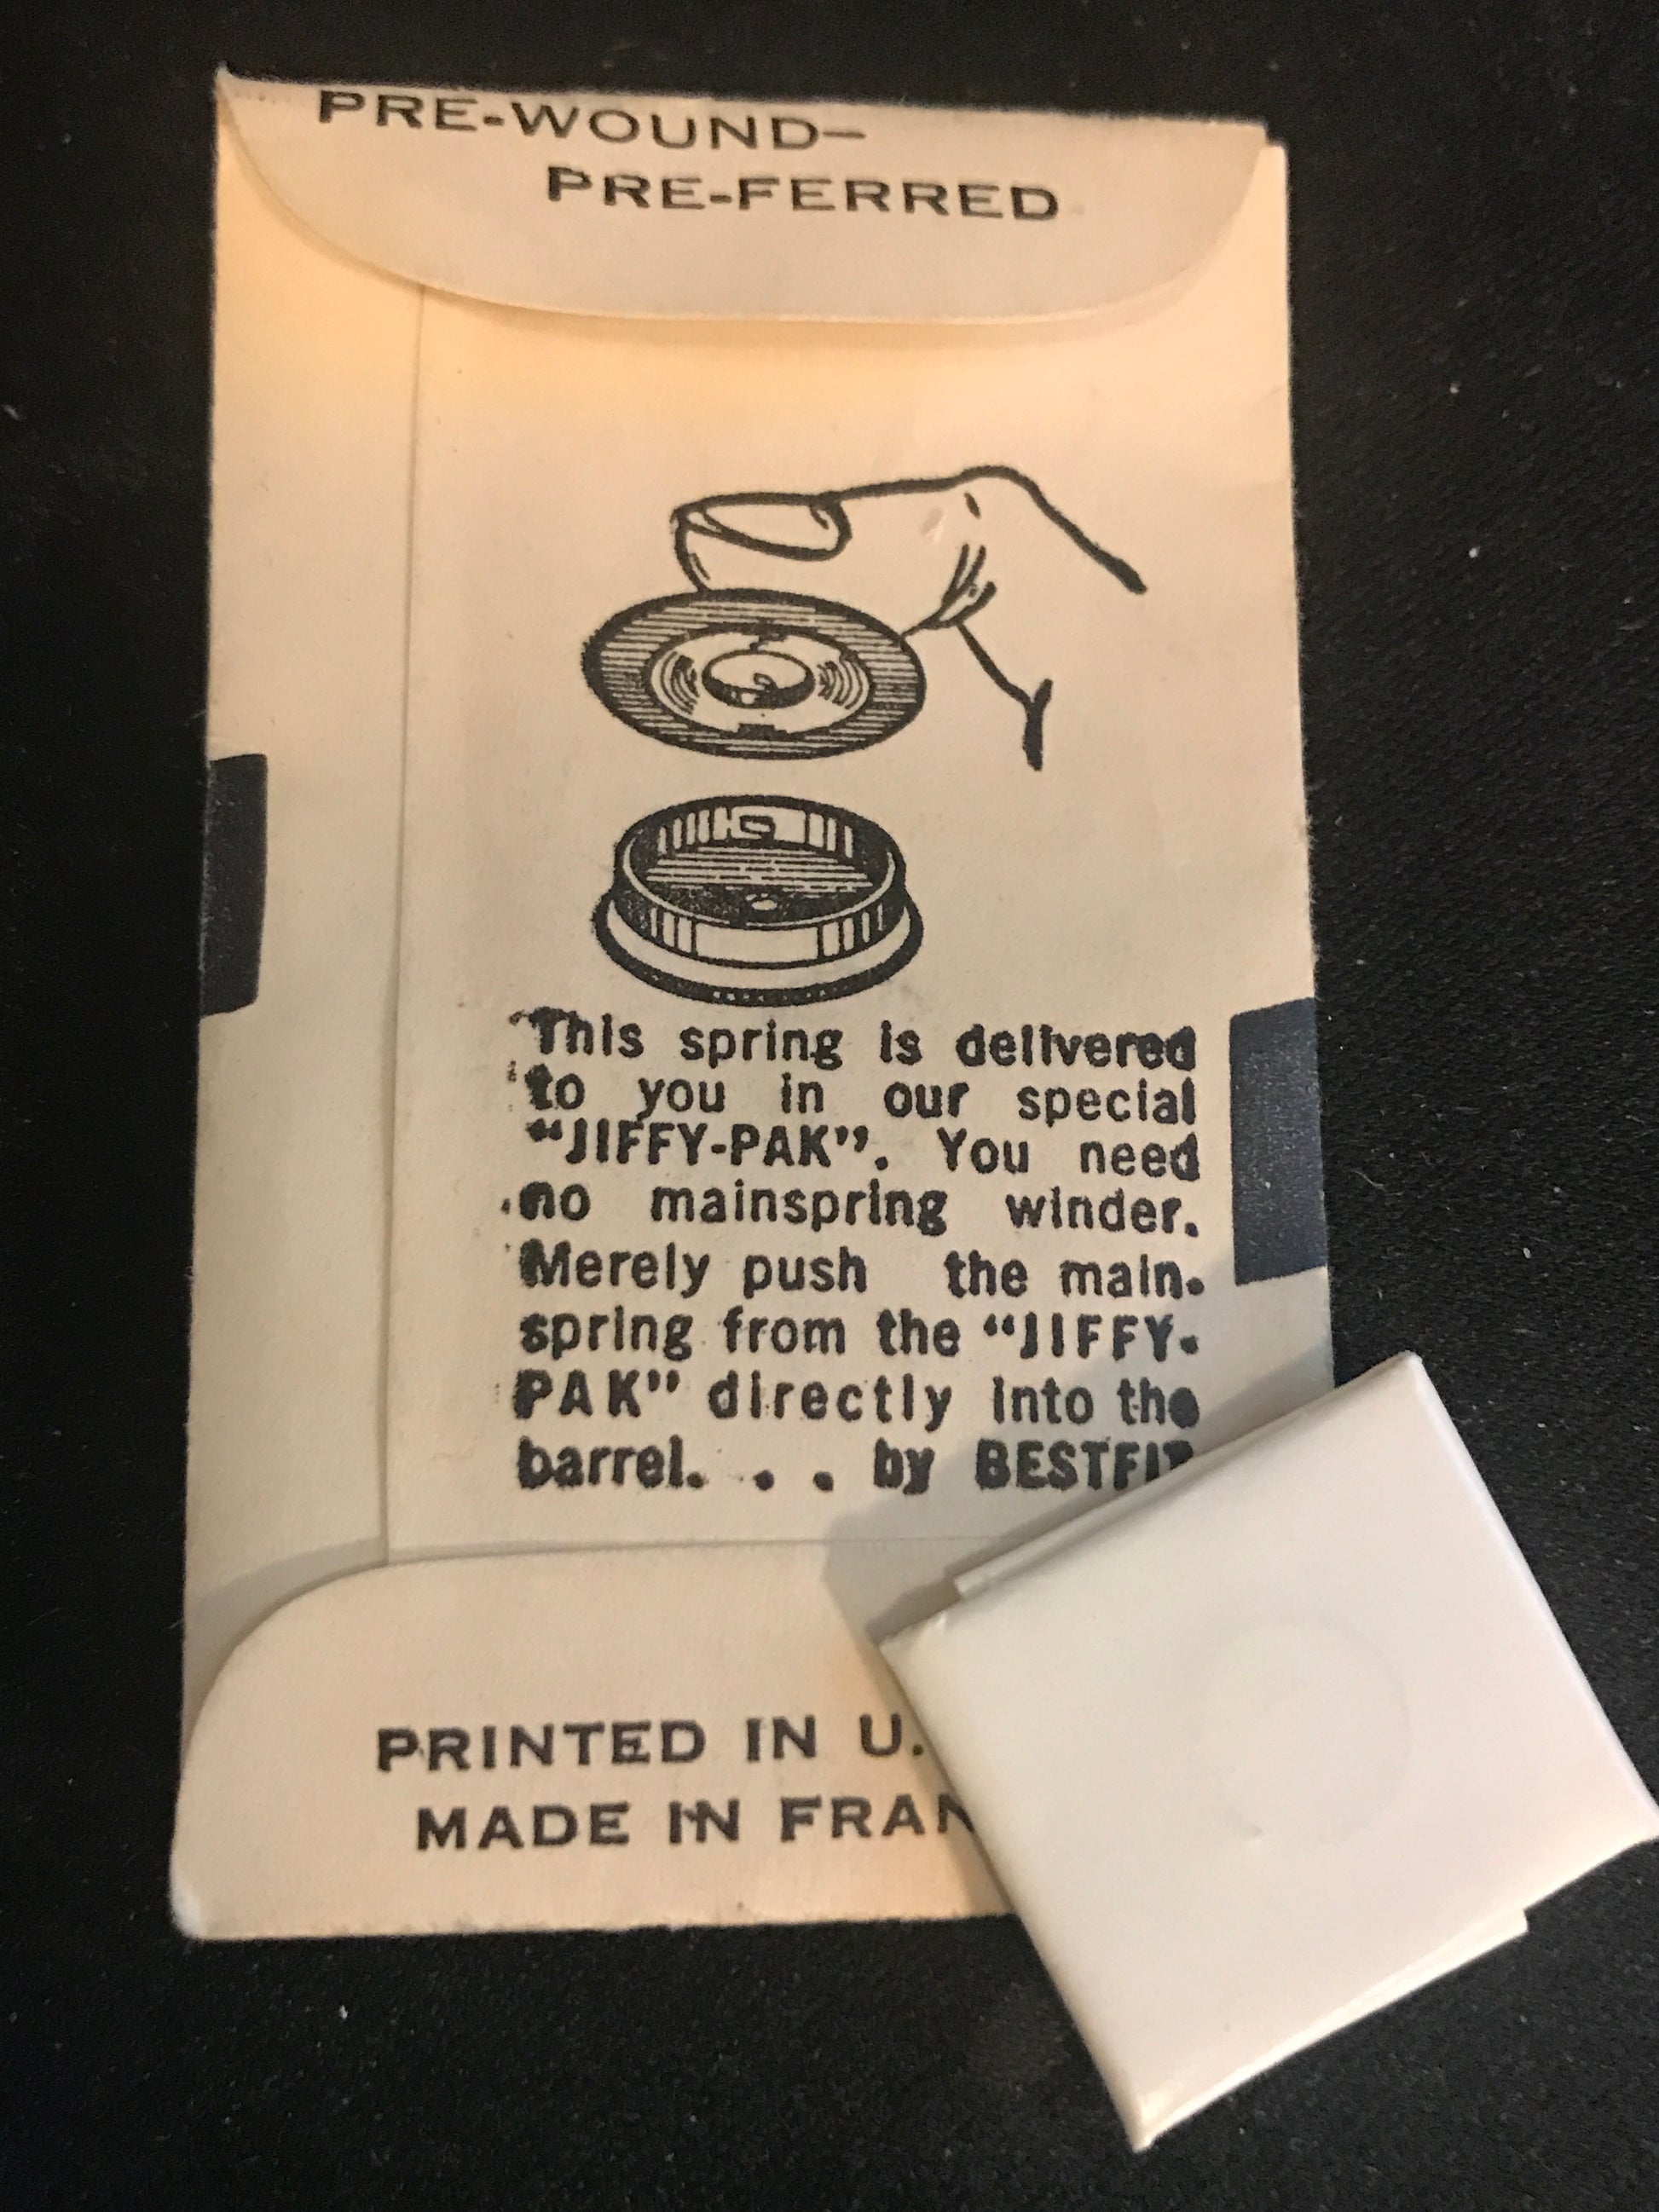 PRE-WOUND—
PRE-FERRED
This spring is delivered
to you in our special
“JIFFY-PAK”. You need
no mainspring winder.
Merely push the main-
spring from the “JIFFY-
PAK” directly into the
barrel. . . by BESTFIT
PRINTED IN U.
MADE IN FRAN